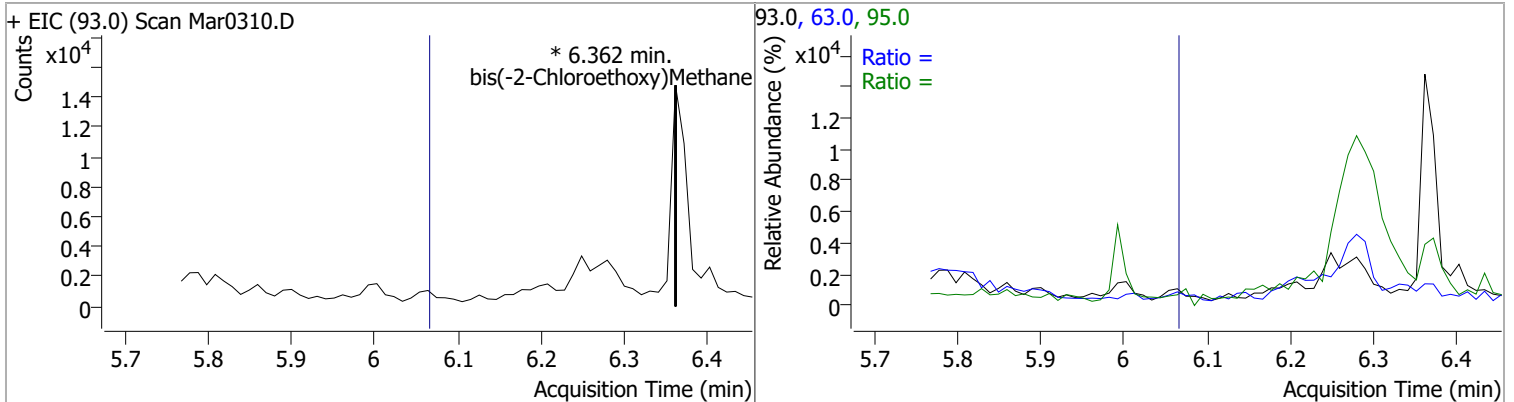 + EIC (93.0) Scan Mar0310.D
Counts
x10⁴
* 6.362 min.
bis(-2-Chloroethoxy)Methane
1.4
1.2
1
0.8
0.6
0.4
0.2
0
5.7 5.8 5.9 6 6.1 6.2 6.3 6.4
Acquisition Time (min)
93.0, 63.0, 95.0
Relative Abundance (%)
x10⁴
Ratio =
Ratio =
1.2
1
0.8
0.6
0.4
0.2
0
5.7 5.8 5.9 6 6.1 6.2 6.3 6.4
Acquisition Time (min)